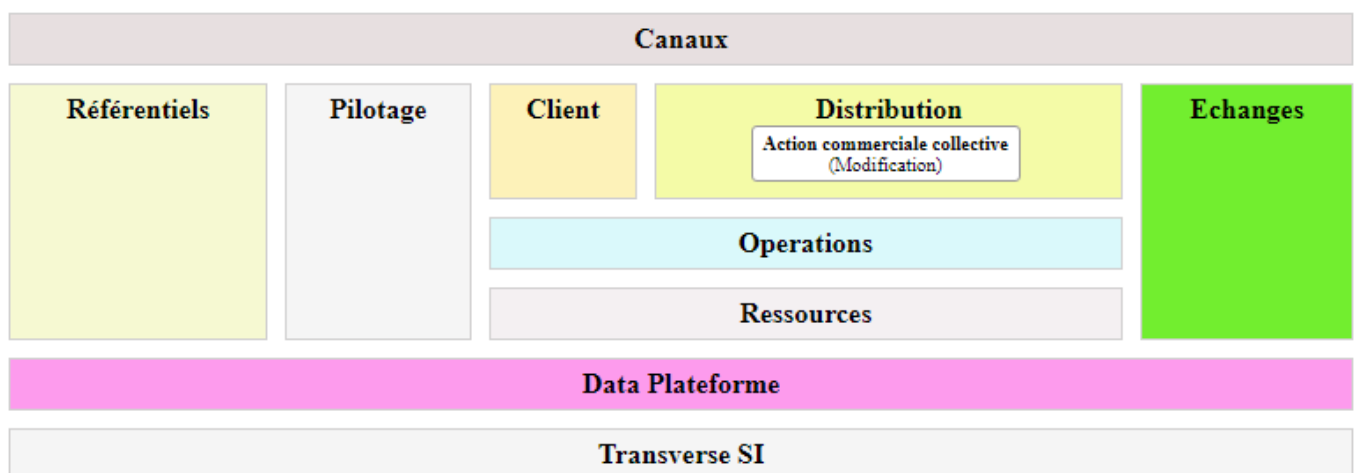 Canaux
Référentiels
Pilotage
Client
Distribution
Action commerciale collective
(Modification)
Echanges
Operations
Ressources
Data Plateforme
Transverse SI